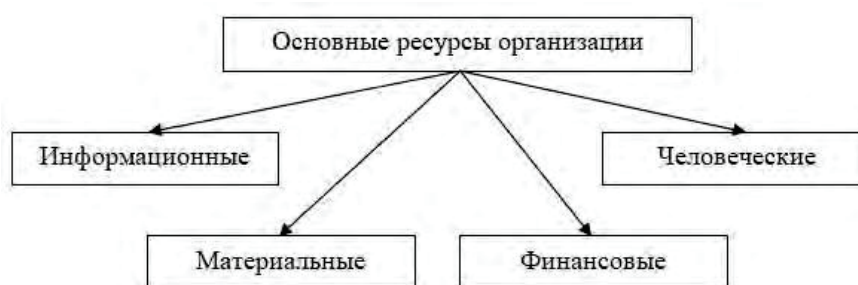 Основные ресурсы организации
Информационные
Человеческие
Материальные
Финансовые